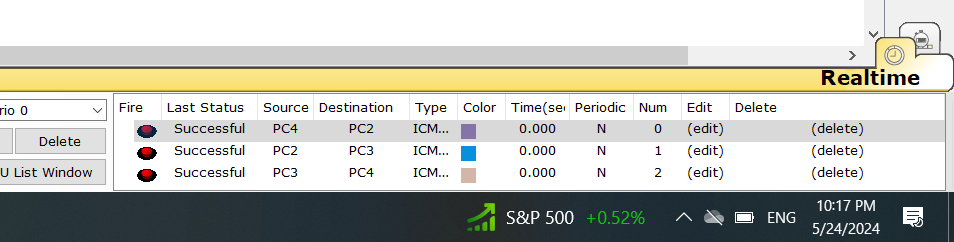 Realtime
rio 0
Fire Last Status Source Destination Type Color Time(sec Periodic Num Edit Delete
Successful PC4 PC2 ICM... 0.000 N 0 (edit) (delete)
Delete
Successful PC2 PC3 ICM... 0.000 N 1 (edit) (delete)
U List Window
Successful PC3 PC4 ICM... 0.000 N 2 (edit) (delete)
S&P 500 +0.52% ENG
10:17 PM
5/24/2024